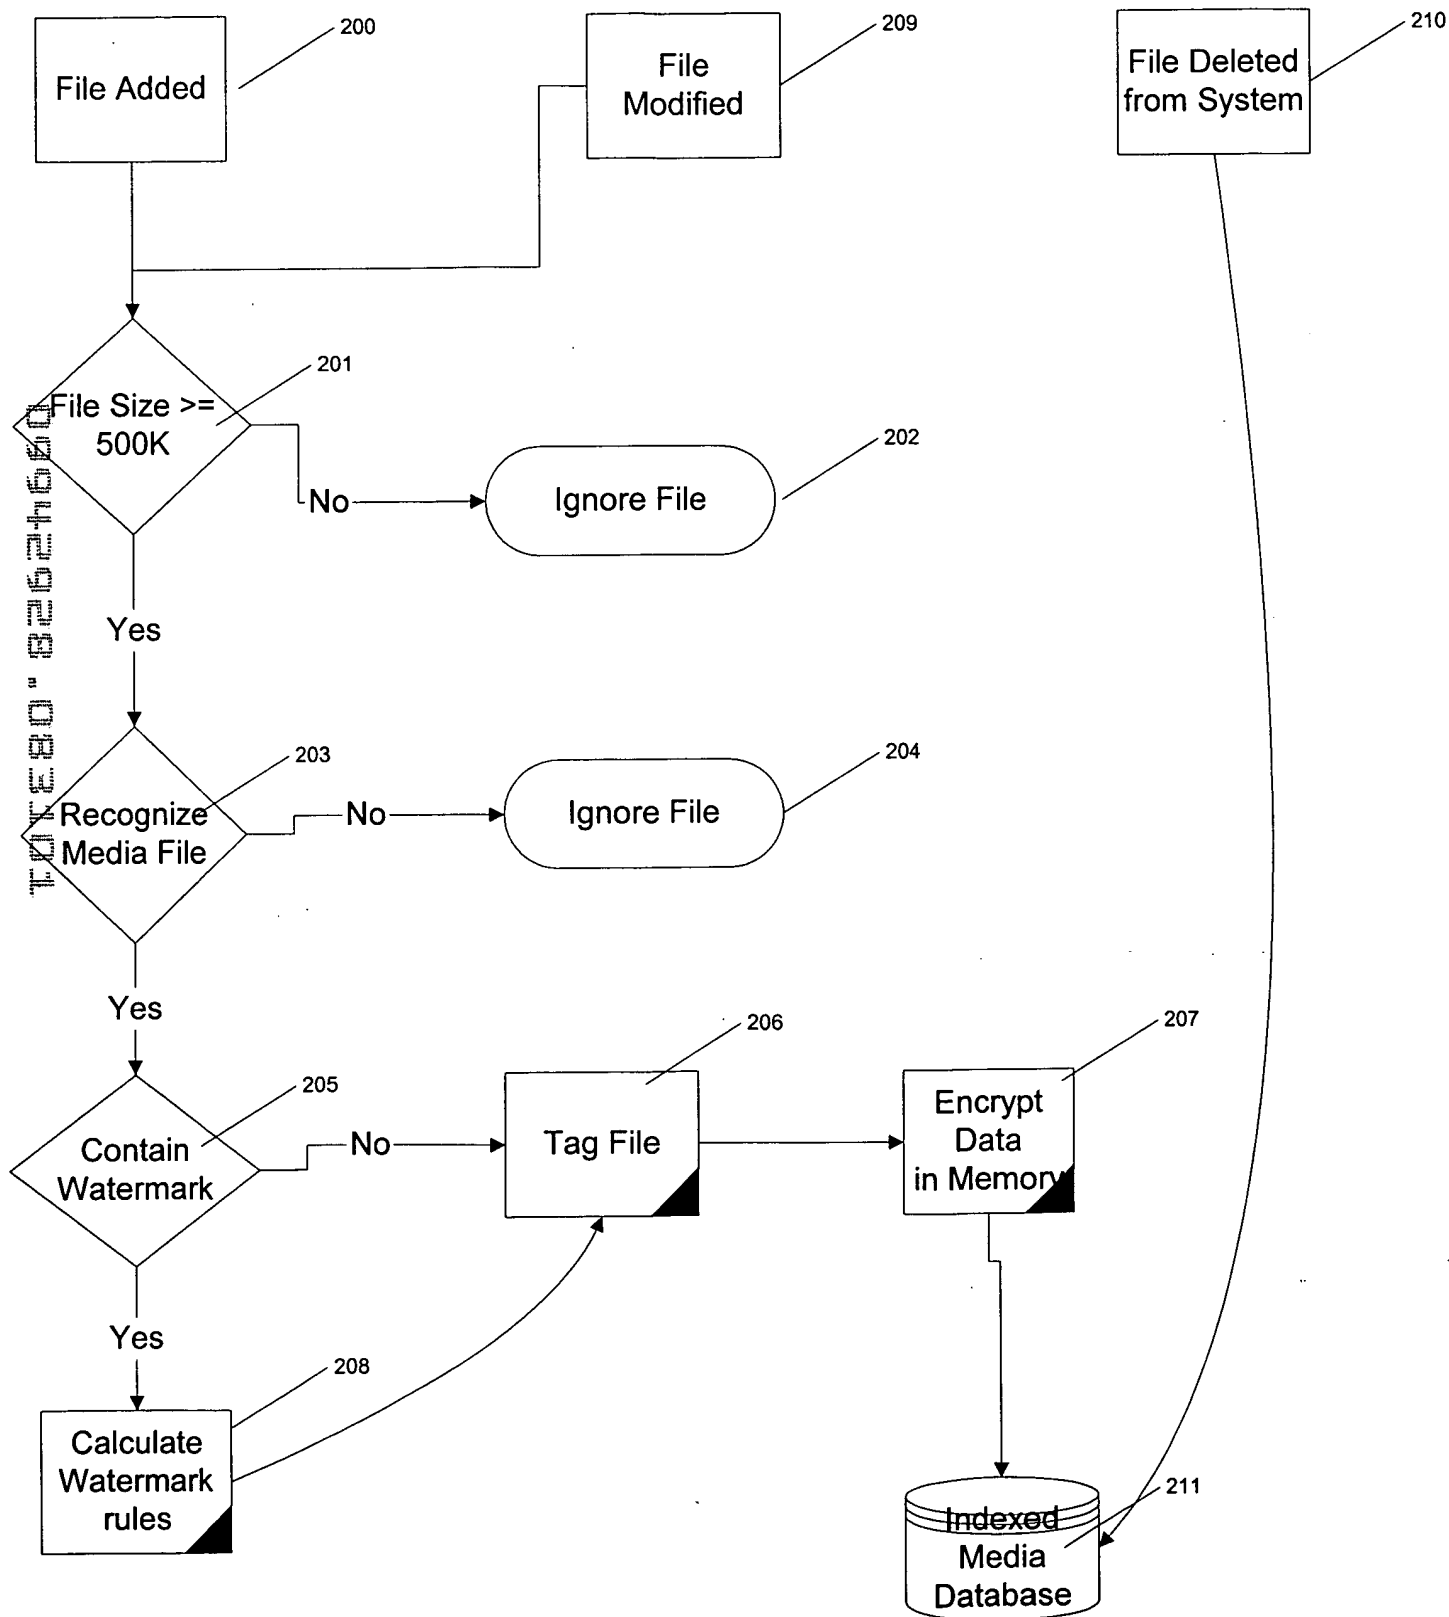 200
209
210
File Added
File
Modified
File Deleted
from System
201
File Size >=
500K
202
No
Ignore File
Yes
203
204
Recognize
Media File
No
Ignore File
Yes
205
206
207
Contain
Watermark
No
Tag File
Encrypt
Data
in Memory
Yes
208
Calculate
Watermark
rules
211
Indexed
Media
Database